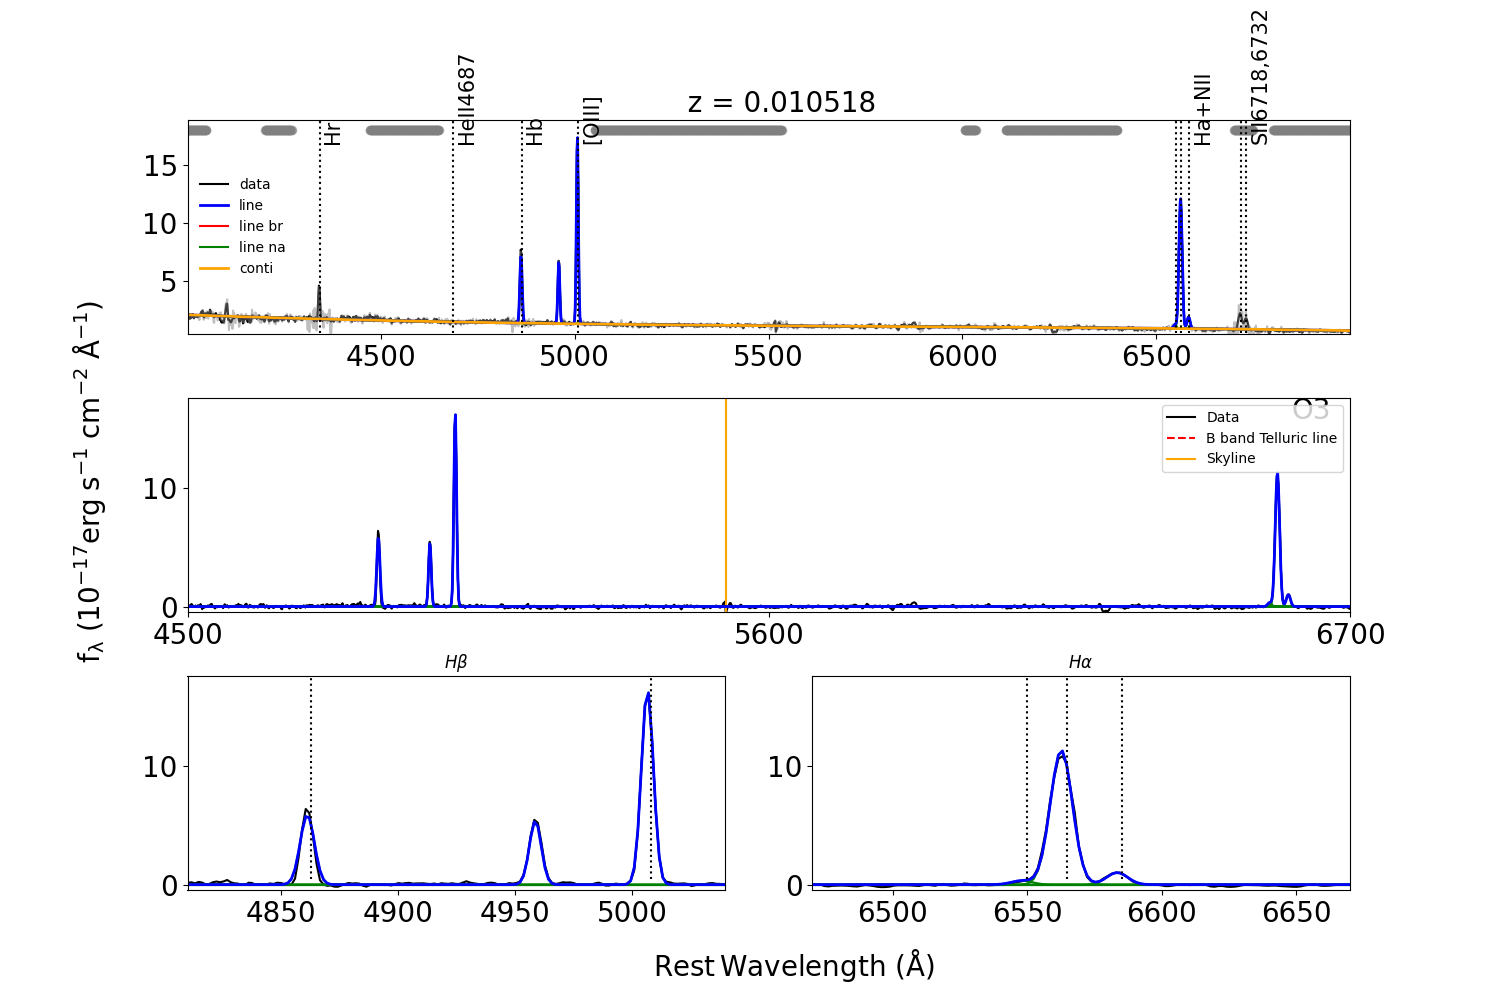 z = 0.010518
Hr
HeII4687
Hb
[OIII]
Ha+NII
SII6718,6732
15
10
5
data
line
line br
line na
conti
4500 5000 5500 6000 6500
O3
Data
B band Telluric line
Skyline
10
0
4500 5600 6700
fλ (10⁻¹⁷erg s⁻¹ cm⁻² Å⁻¹)
Hβ
10
0
4850 4900 4950 5000
Hα
10
0
6500 6550 6600 6650
Rest Wavelength (Å)